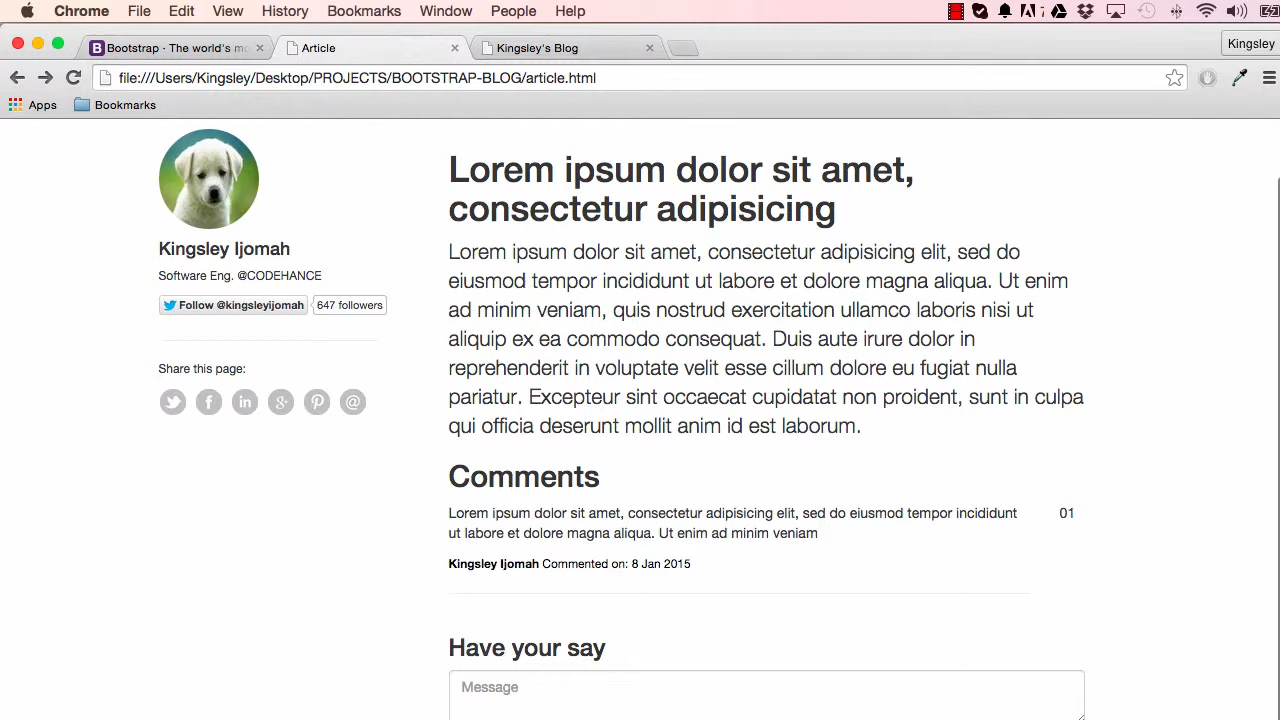 Chrome File Edit View History Bookmarks Window People Help
Bootstrap · The world's mo
Article
Kingsley's Blog
Kingsley
file:///Users/Kingsley/Desktop/PROJECTS/BOOTSTRAP-BLOG/article.html
Apps
Bookmarks
Kingsley Ijomah
Software Eng. @CODEHANCE
Follow @kingsleyijomah
647 followers
Share this page:
Lorem ipsum dolor sit amet,
consectetur adipisicing
Lorem ipsum dolor sit amet, consectetur adipisicing elit, sed do
eiusmod tempor incididunt ut labore et dolore magna aliqua. Ut enim
ad minim veniam, quis nostrud exercitation ullamco laboris nisi ut
aliquip ex ea commodo consequat. Duis aute irure dolor in
reprehenderit in voluptate velit esse cillum dolore eu fugiat nulla
pariatur. Excepteur sint occaecat cupidatat non proident, sunt in culpa
qui officia deserunt mollit anim id est laborum.
Comments
Lorem ipsum dolor sit amet, consectetur adipisicing elit, sed do eiusmod tempor incididunt
ut labore et dolore magna aliqua. Ut enim ad minim veniam
01
Kingsley Ijomah Commented on: 8 Jan 2015
Have your say
Message